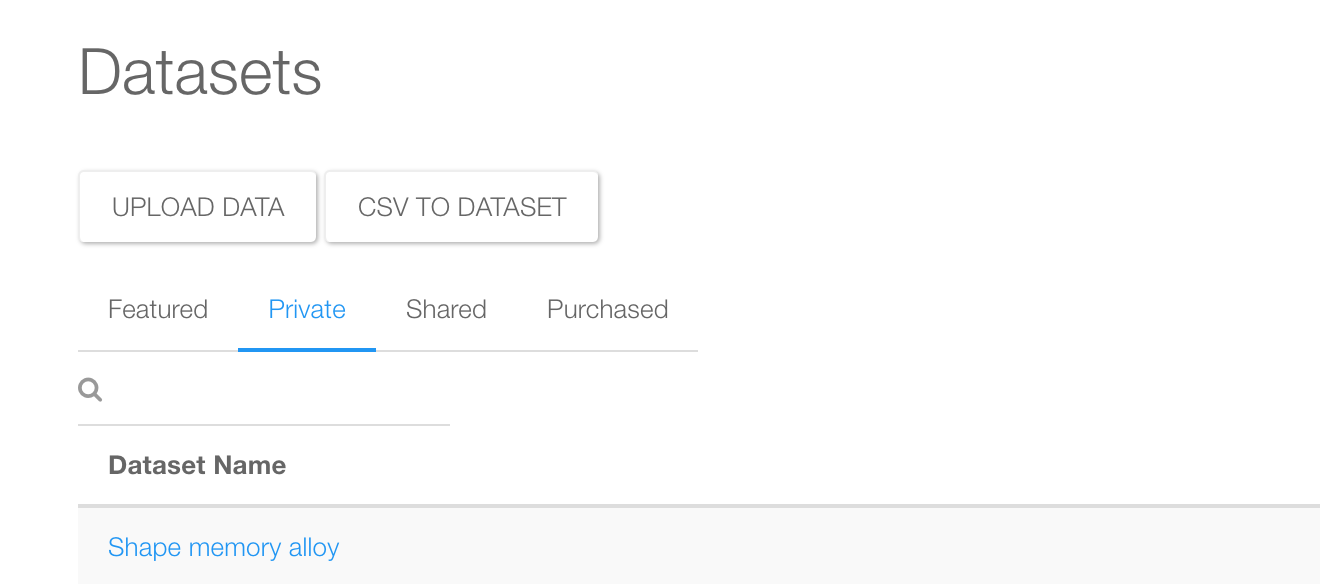 Datasets
UPLOAD DATA CSV TO DATASET
Featured Private Shared Purchased
Dataset Name
Shape memory alloy